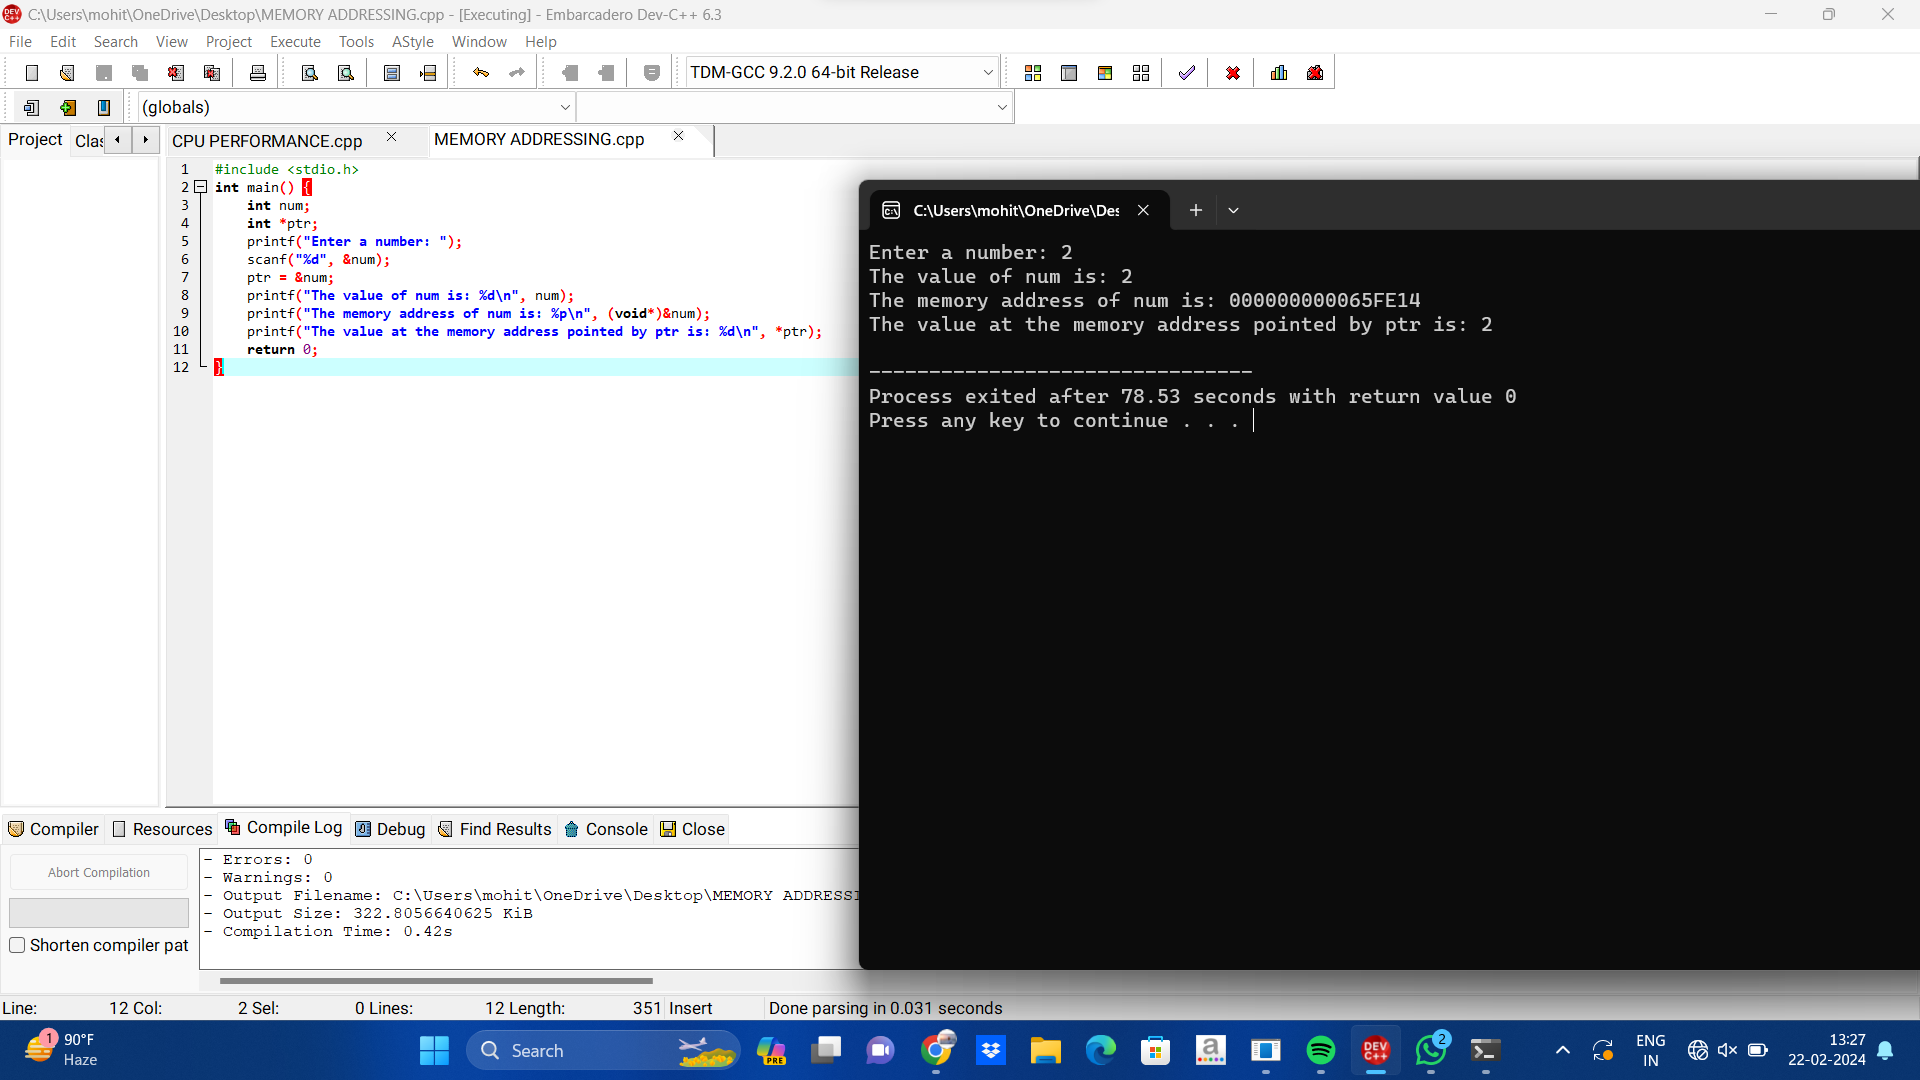 C:\Users\mohit\OneDrive\Desktop\MEMORY ADDRESSING.cpp - [Executing] - Embarcadero Dev-C++ 6.3
File Edit Search View Project Execute Tools AStyle Window Help
TDM-GCC 9.2.0 64-bit Release
(globals)
Project Clas CPU PERFORMANCE.cpp MEMORY ADDRESSING.cpp
1 #include <stdio.h>
2 int main() {
3 int num;
4 int *ptr;
5 printf("Enter a number: ");
6 scanf("%d", &num);
7 ptr = &num;
8 printf("The value of num is: %d\n", num);
9 printf("The memory address of num is: %p\n", (void*)&num);
10 printf("The value at the memory address pointed by ptr is: %d\n", *ptr);
11 return 0;
12 }
C:\Users\mohit\OneDrive\Des
Enter a number: 2
The value of num is: 2
The memory address of num is: 000000000065FE14
The value at the memory address pointed by ptr is: 2
--------------------------------
Process exited after 78.53 seconds with return value 0
Press any key to continue . . .
Compiler Resources Compile Log Debug Find Results Console Close
Abort Compilation
Shorten compiler pat
- Errors: 0
- Warnings: 0
- Output Filename: C:\Users\mohit\OneDrive\Desktop\MEMORY ADDRESSI
- Output Size: 322.8056640625 KiB
- Compilation Time: 0.42s
Line: 12 Col: 2 Sel: 0 Lines: 12 Length: 351 Insert Done parsing in 0.031 seconds
1 90°F
Haze
Search
PRE
DEV C++
2
ENG
IN
13:27
22-02-2024